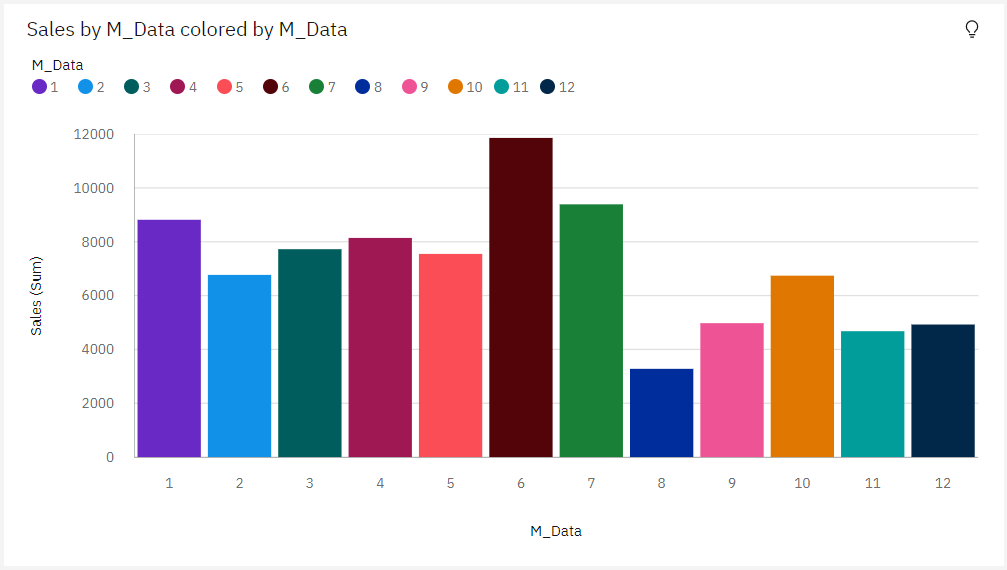 Sales by M_Data colored by M_Data
M_Data
1 2 3 4 5 6 7 8 9 10 11 12
12000
10000
8000
6000
4000
2000
0
Sales (Sum)
1 2 3 4 5 6 7 8 9 10 11 12
M_Data